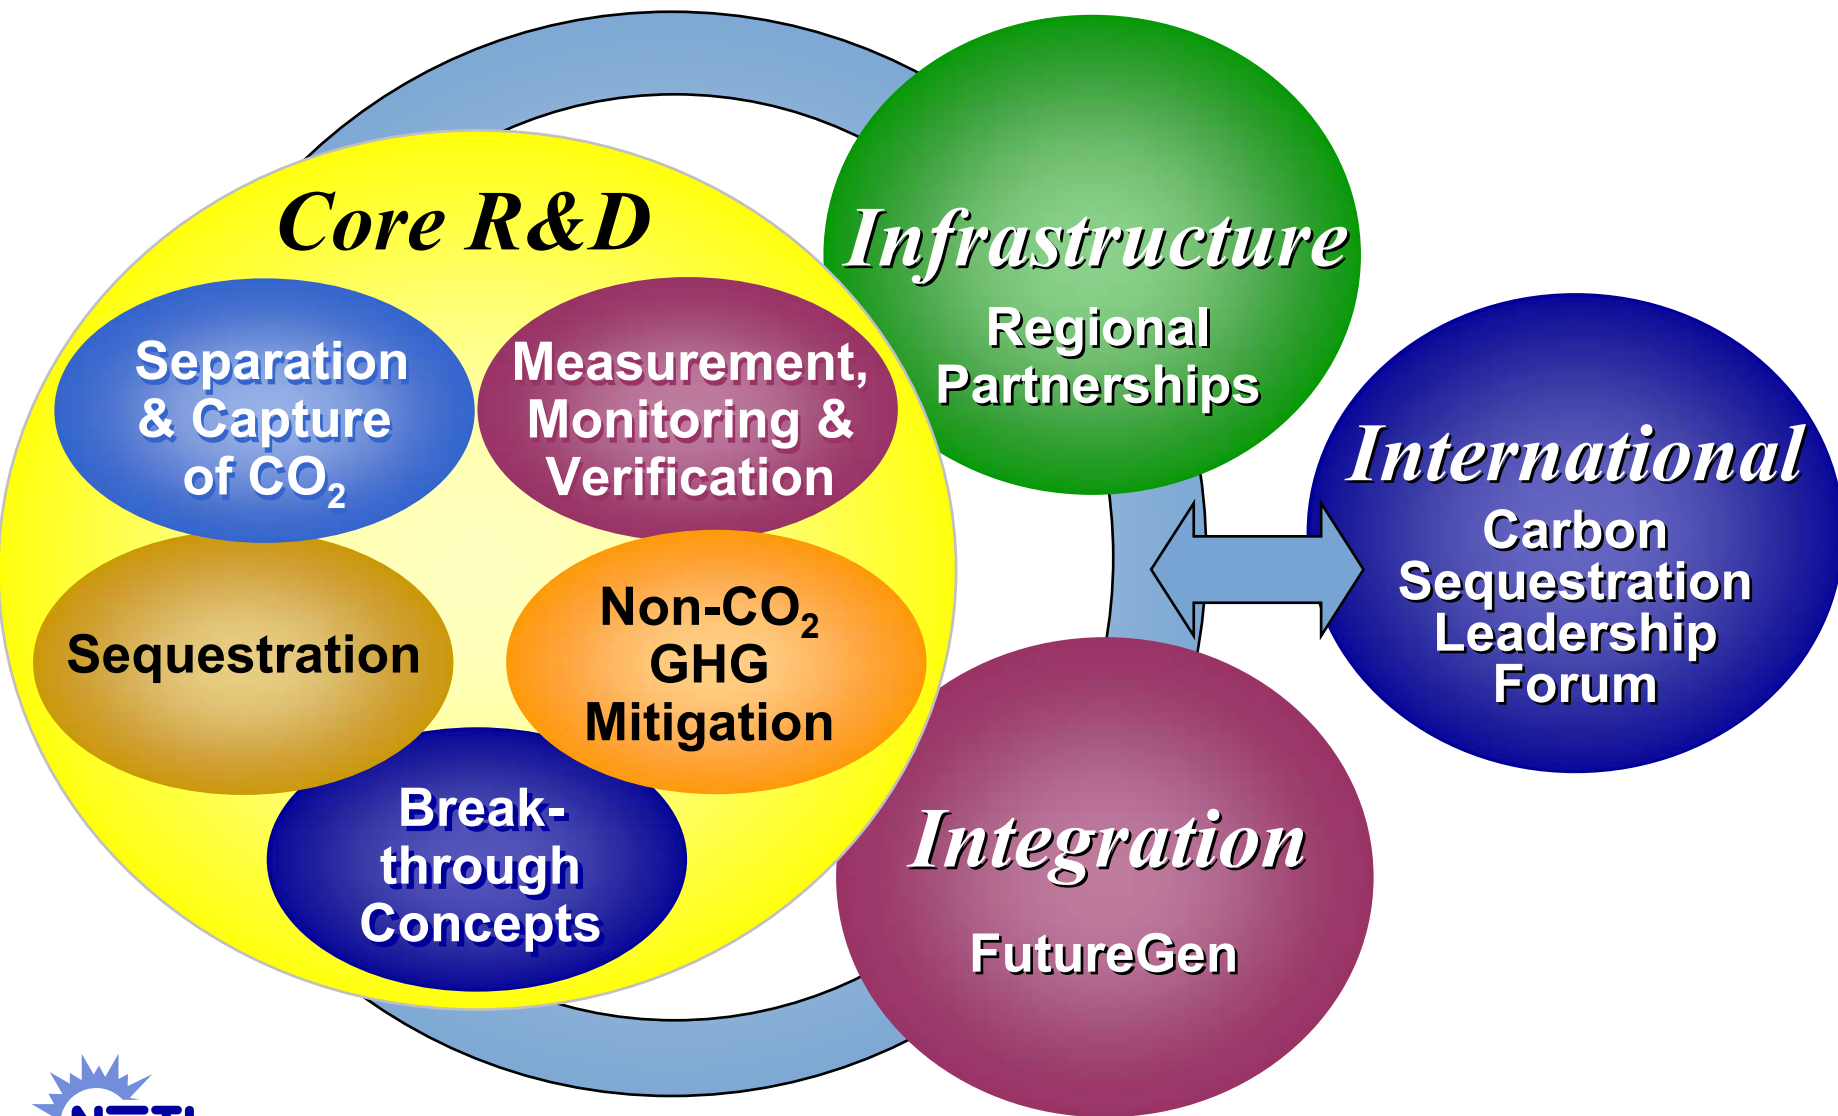 Core R&D
Separation
& Capture
of CO₂
Measurement,
Monitoring &
Verification
Sequestration
Non-CO₂
GHG
Mitigation
Break-
through
Concepts
Infrastructure
Regional
Partnerships
International
Carbon
Sequestration
Leadership
Forum
Integration
FutureGen
NETL